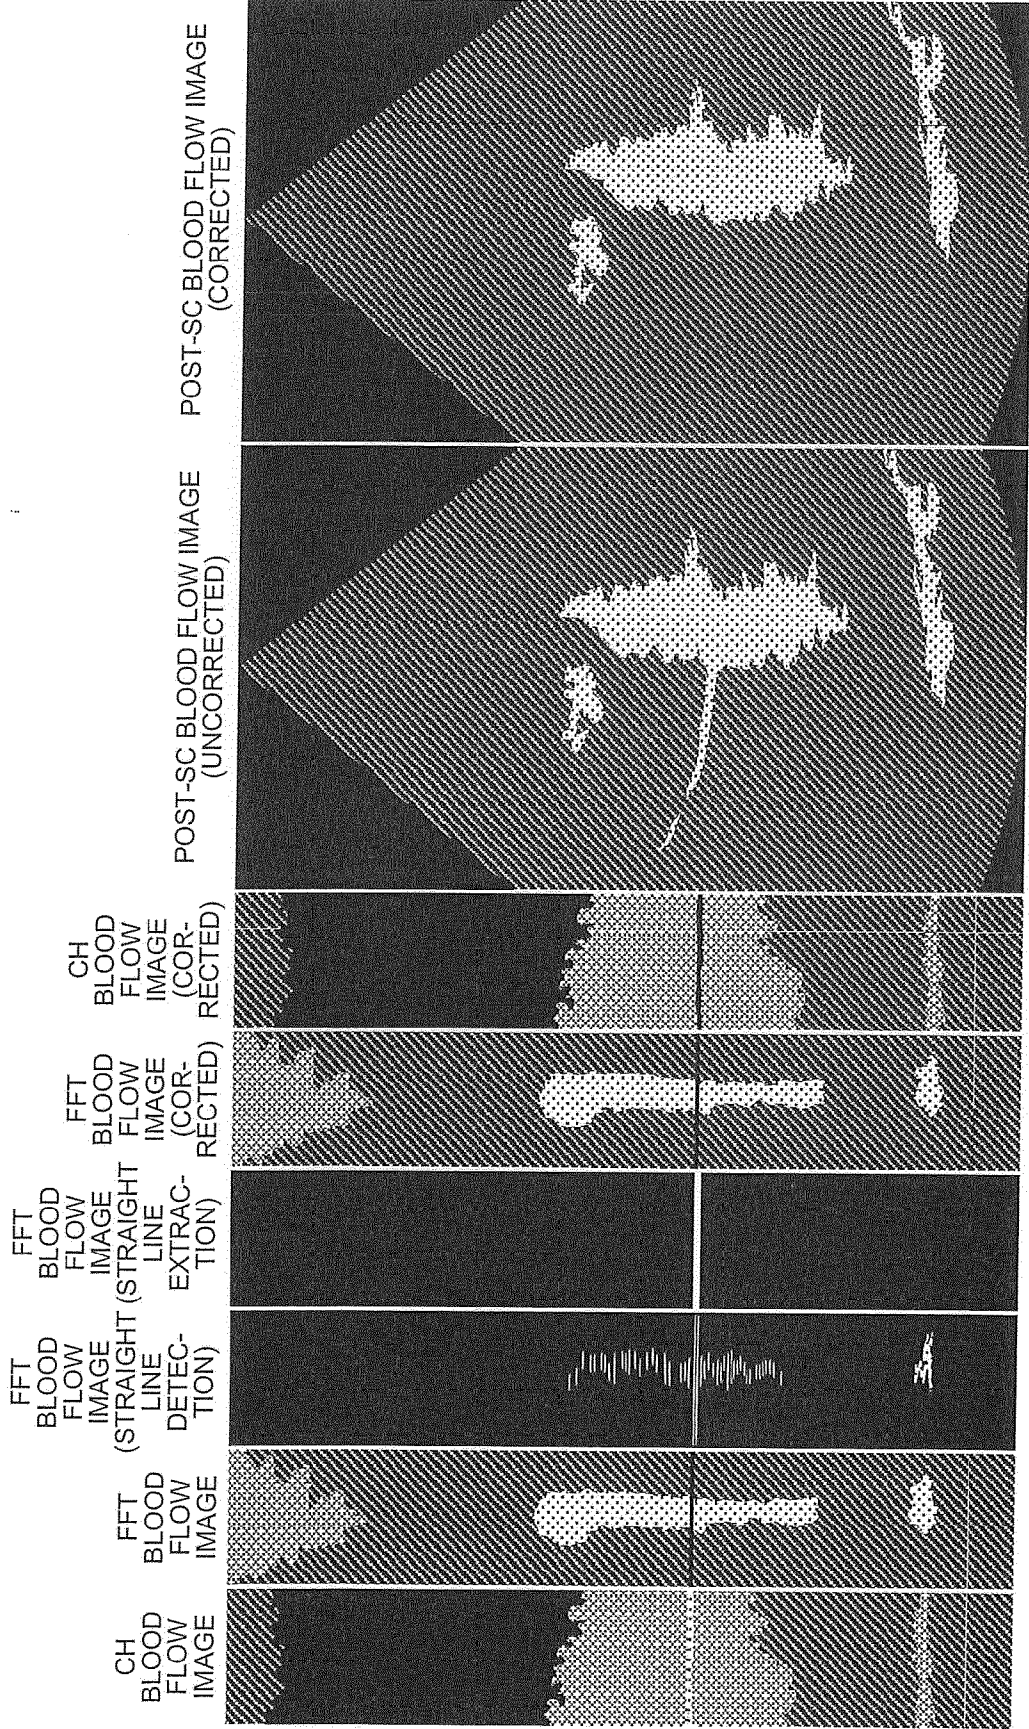 CH
BLOOD
FLOW
IMAGE
FFT
BLOOD
FLOW
IMAGE
FFT
BLOOD
FLOW
IMAGE
(STRAIGHT
LINE
DETEC-
TION)
FFT
BLOOD
FLOW
IMAGE
(STRAIGHT
LINE
EXTRAC-
TION)
FFT
BLOOD
FLOW
IMAGE
(COR-
RECTED)
CH
BLOOD
FLOW
IMAGE
(COR-
RECTED)
POST-SC BLOOD FLOW IMAGE
(UNCORRECTED)
POST-SC BLOOD FLOW IMAGE
(CORRECTED)